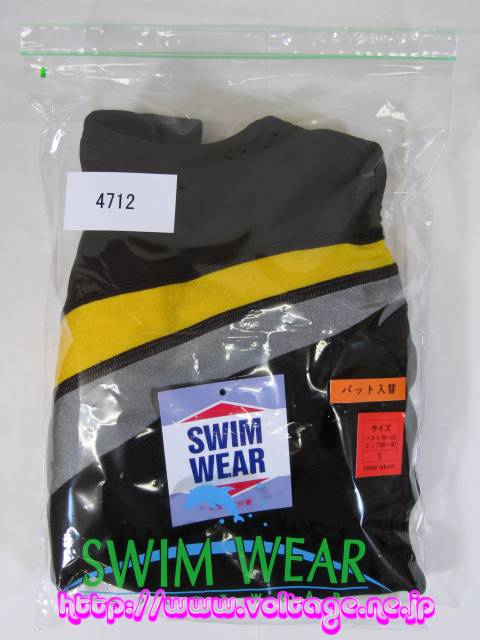 4712
パット入替
サイズ
S
SWIM WEAR
SWIM
WEAR
SWIM WEAR
http://www.voltage.ne.jp